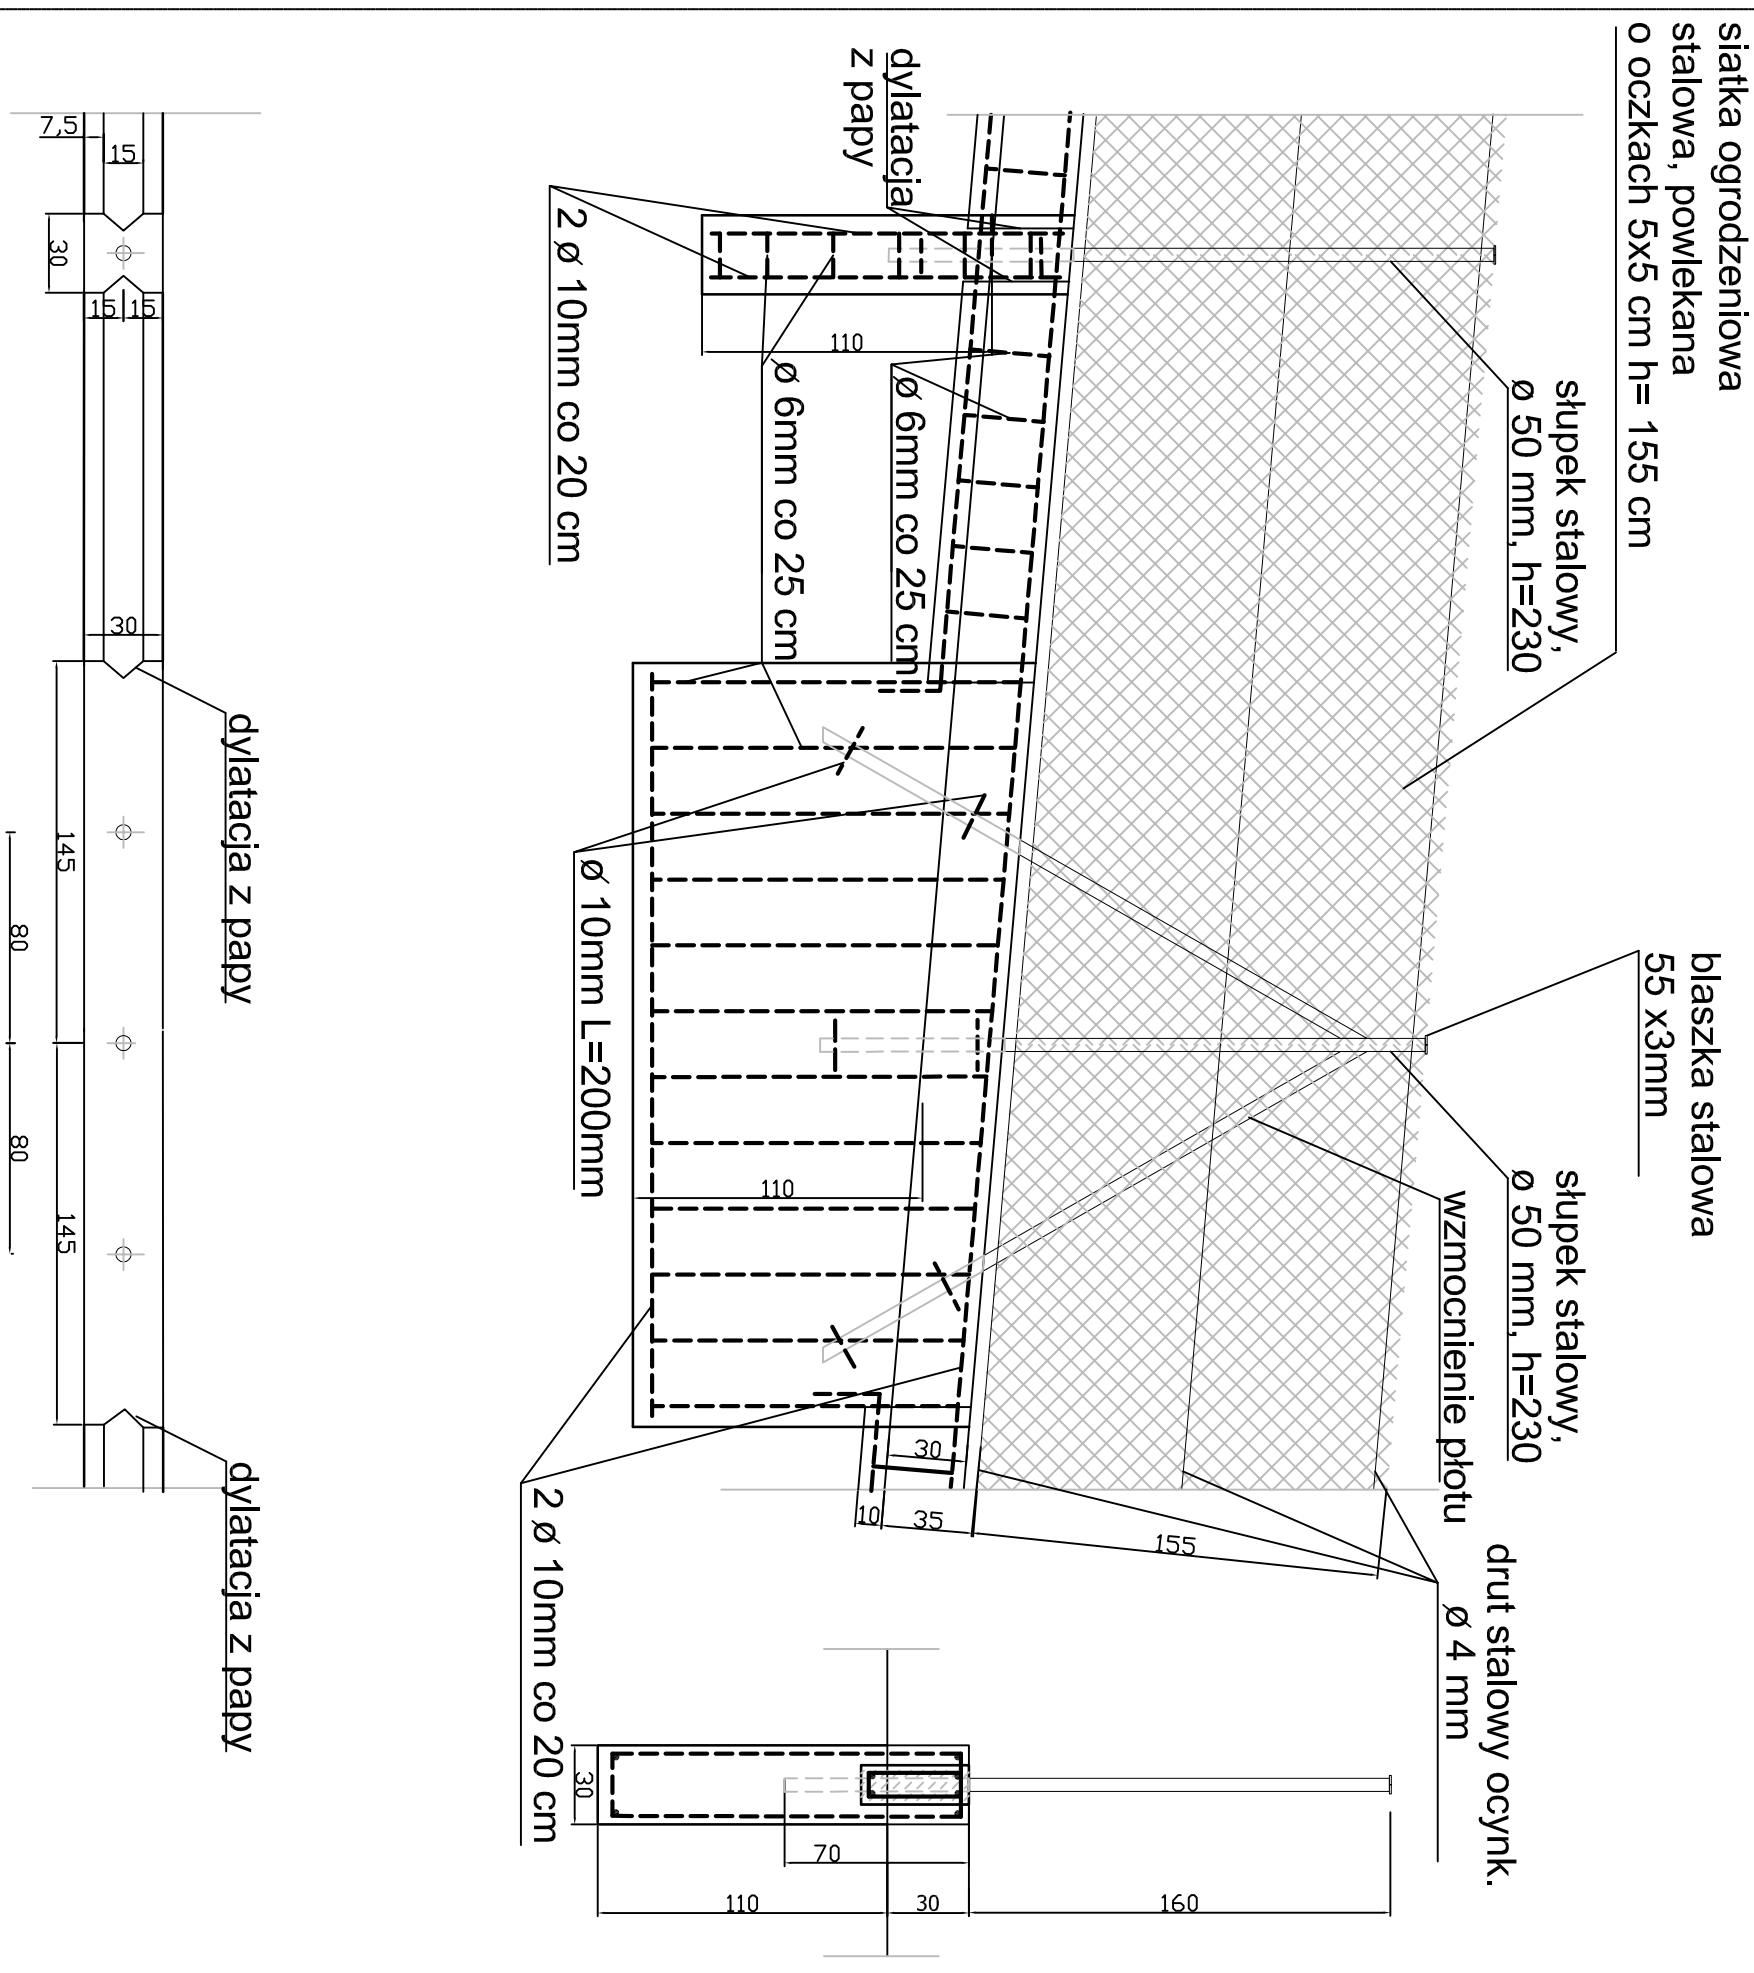 siatka ogrodzeniowa
stalowa, powlekana
o oczkach 5x5 cm h= 155 cm
słupek stalowy,
ø 50 mm, h=230
blaszka stalowa
55 x3mm
słupek stalowy,
ø 50 mm, h=230
wzmocnienie płotu
drut stalowy ocynk.
ø 4 mm
dylatacja
z papy
ø 6mm co 25 cm
ø 6mm co 25 cm
2 ø 10mm co 20 cm
ø 10mm L=200mm
2 ø 10mm co 20 cm
110
110
30
10
35
155
30
70
110
30
160
dylatacja z papy
dylatacja z papy
7,5
15
30
15
15
30
145
145
80
80